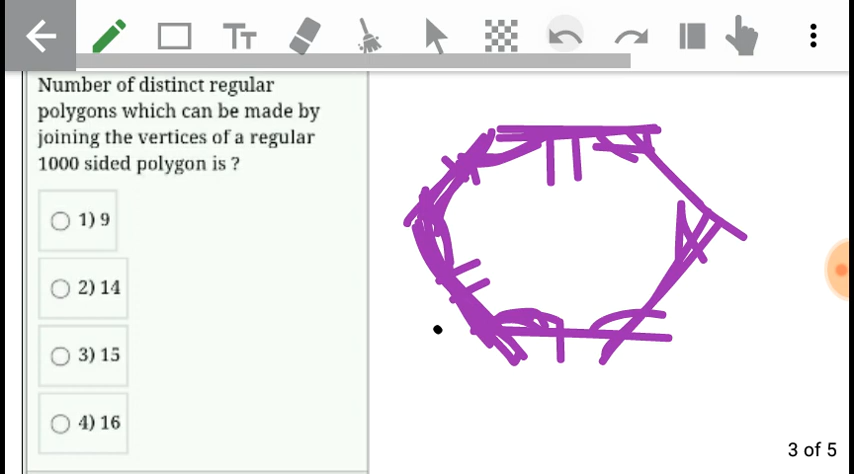 TT
Number of distinct regular
polygons which can be made by
joining the vertices of a regular
1000 sided polygon is ?
1) 9
2) 14
3) 15
4) 16
3 of 5